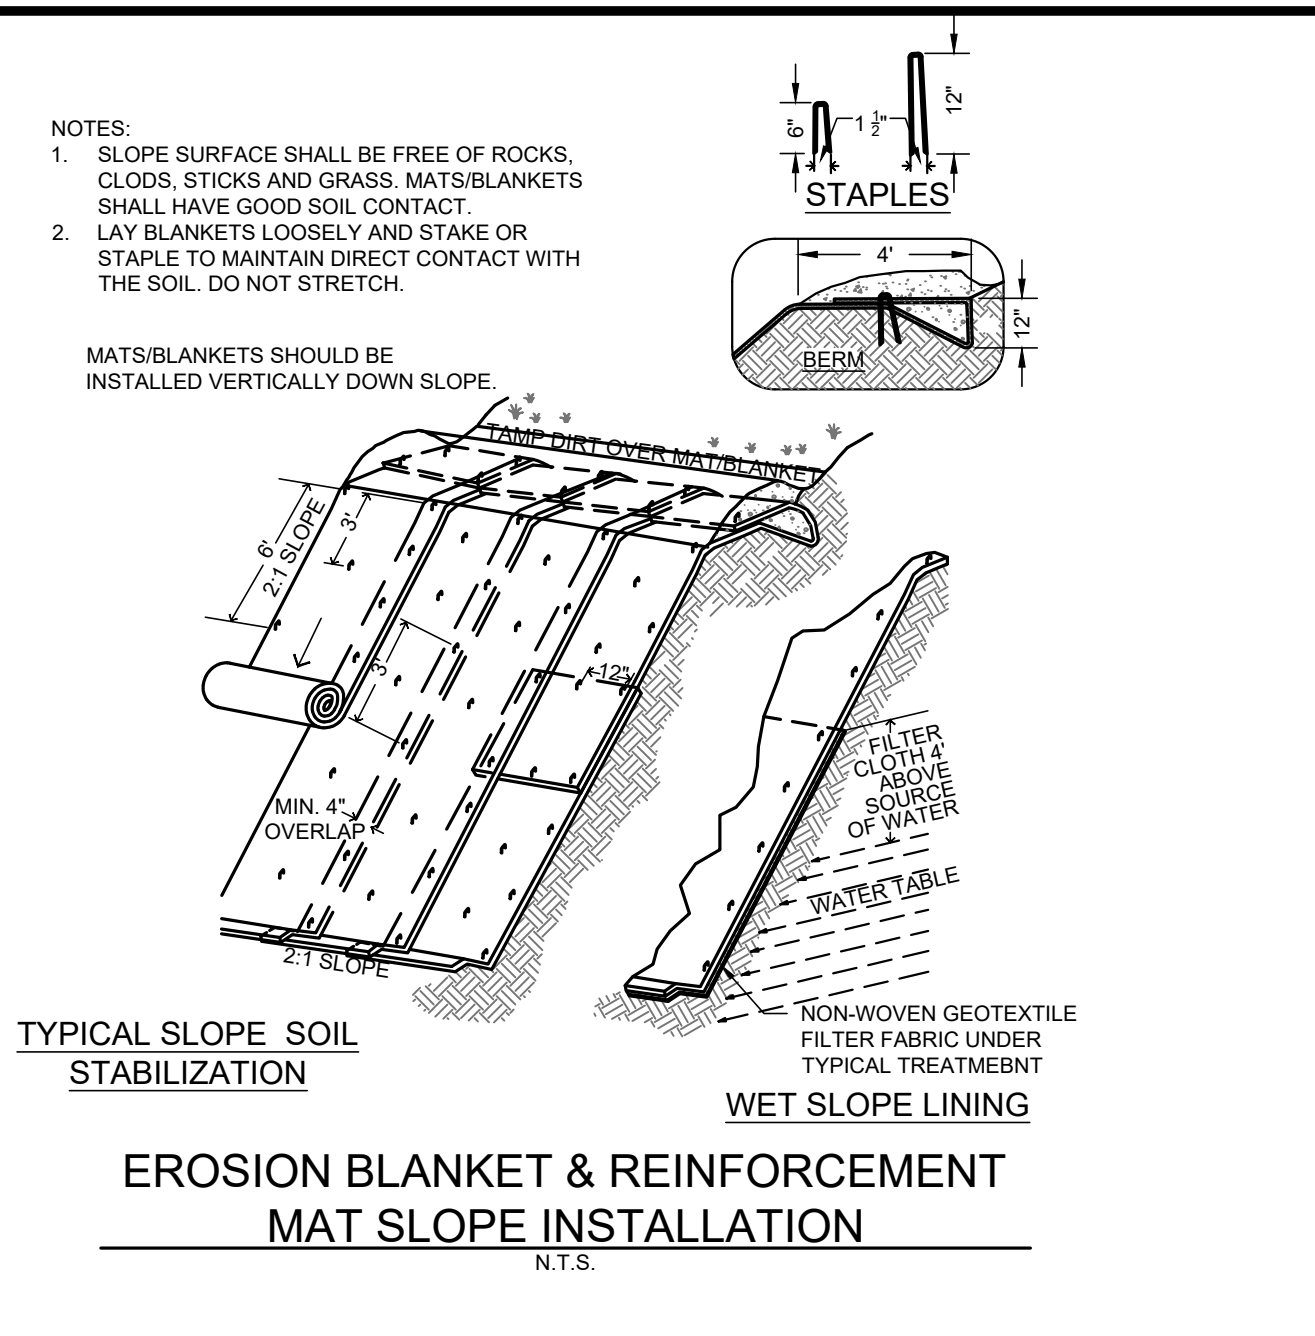 NOTES:
1. SLOPE SURFACE SHALL BE FREE OF ROCKS,
CLODS, STICKS AND GRASS. MATS/BLANKETS
SHALL HAVE GOOD SOIL CONTACT.
2. LAY BLANKETS LOOSELY AND STAKE OR
STAPLE TO MAINTAIN DIRECT CONTACT WITH
THE SOIL. DO NOT STRETCH.
MATS/BLANKETS SHOULD BE
INSTALLED VERTICALLY DOWN SLOPE.
6"
1 1/2"
12"
STAPLES
4'
12"
BERM
TAMP DIRT OVER MAT/BLANKET
6'
2:1 SLOPE
3'
3'
12"
MIN. 4"
OVERLAP
2:1 SLOPE
TYPICAL SLOPE SOIL
STABILIZATION
FILTER
CLOTH 4'
ABOVE
SOURCE
OF WATER
WATER TABLE
NON-WOVEN GEOTEXTILE
FILTER FABRIC UNDER
TYPICAL TREATMEBNT
WET SLOPE LINING
EROSION BLANKET & REINFORCEMENT
MAT SLOPE INSTALLATION
N.T.S.